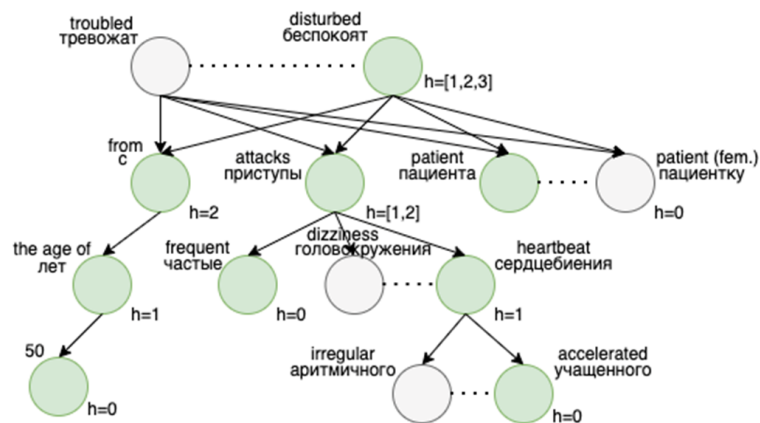 troubled
тревожат
disturbed
беспокоят
h=[1,2,3]
from
с
attacks
приступы
patient
пациента
patient (fem.)
пациентку
h=2
h=[1,2]
h=0
the age of
лет
frequent
частые
dizziness
головокружения
heartbeat
сердцебиения
h=1
h=0
h=1
50
irregular
аритмичного
accelerated
учащенного
h=0
h=0